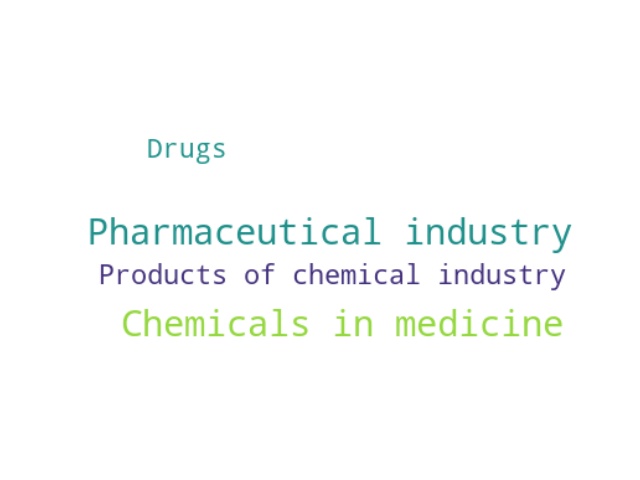 Drugs
Pharmaceutical industry
Products of chemical industry
Chemicals in medicine